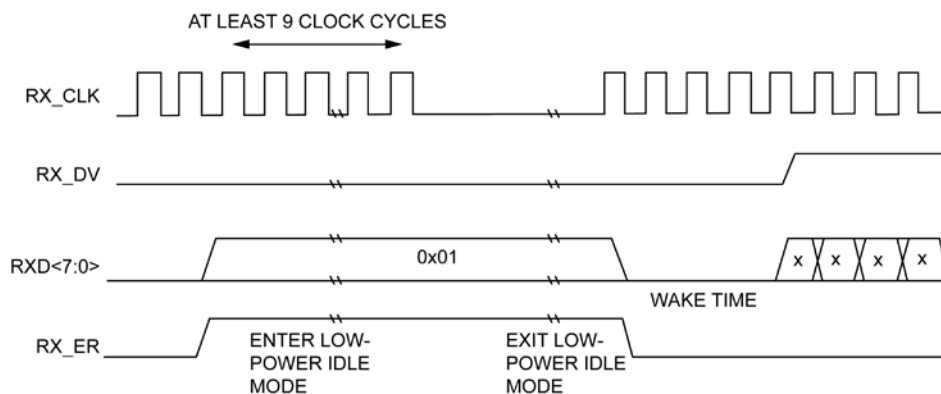 AT LEAST 9 CLOCK CYCLES
RX_CLK
RX_DV
RXD<7:0>
0x01
x x x x
WAKE TIME
RX_ER
ENTER LOW-
POWER IDLE
MODE
EXIT LOW-
POWER IDLE
MODE